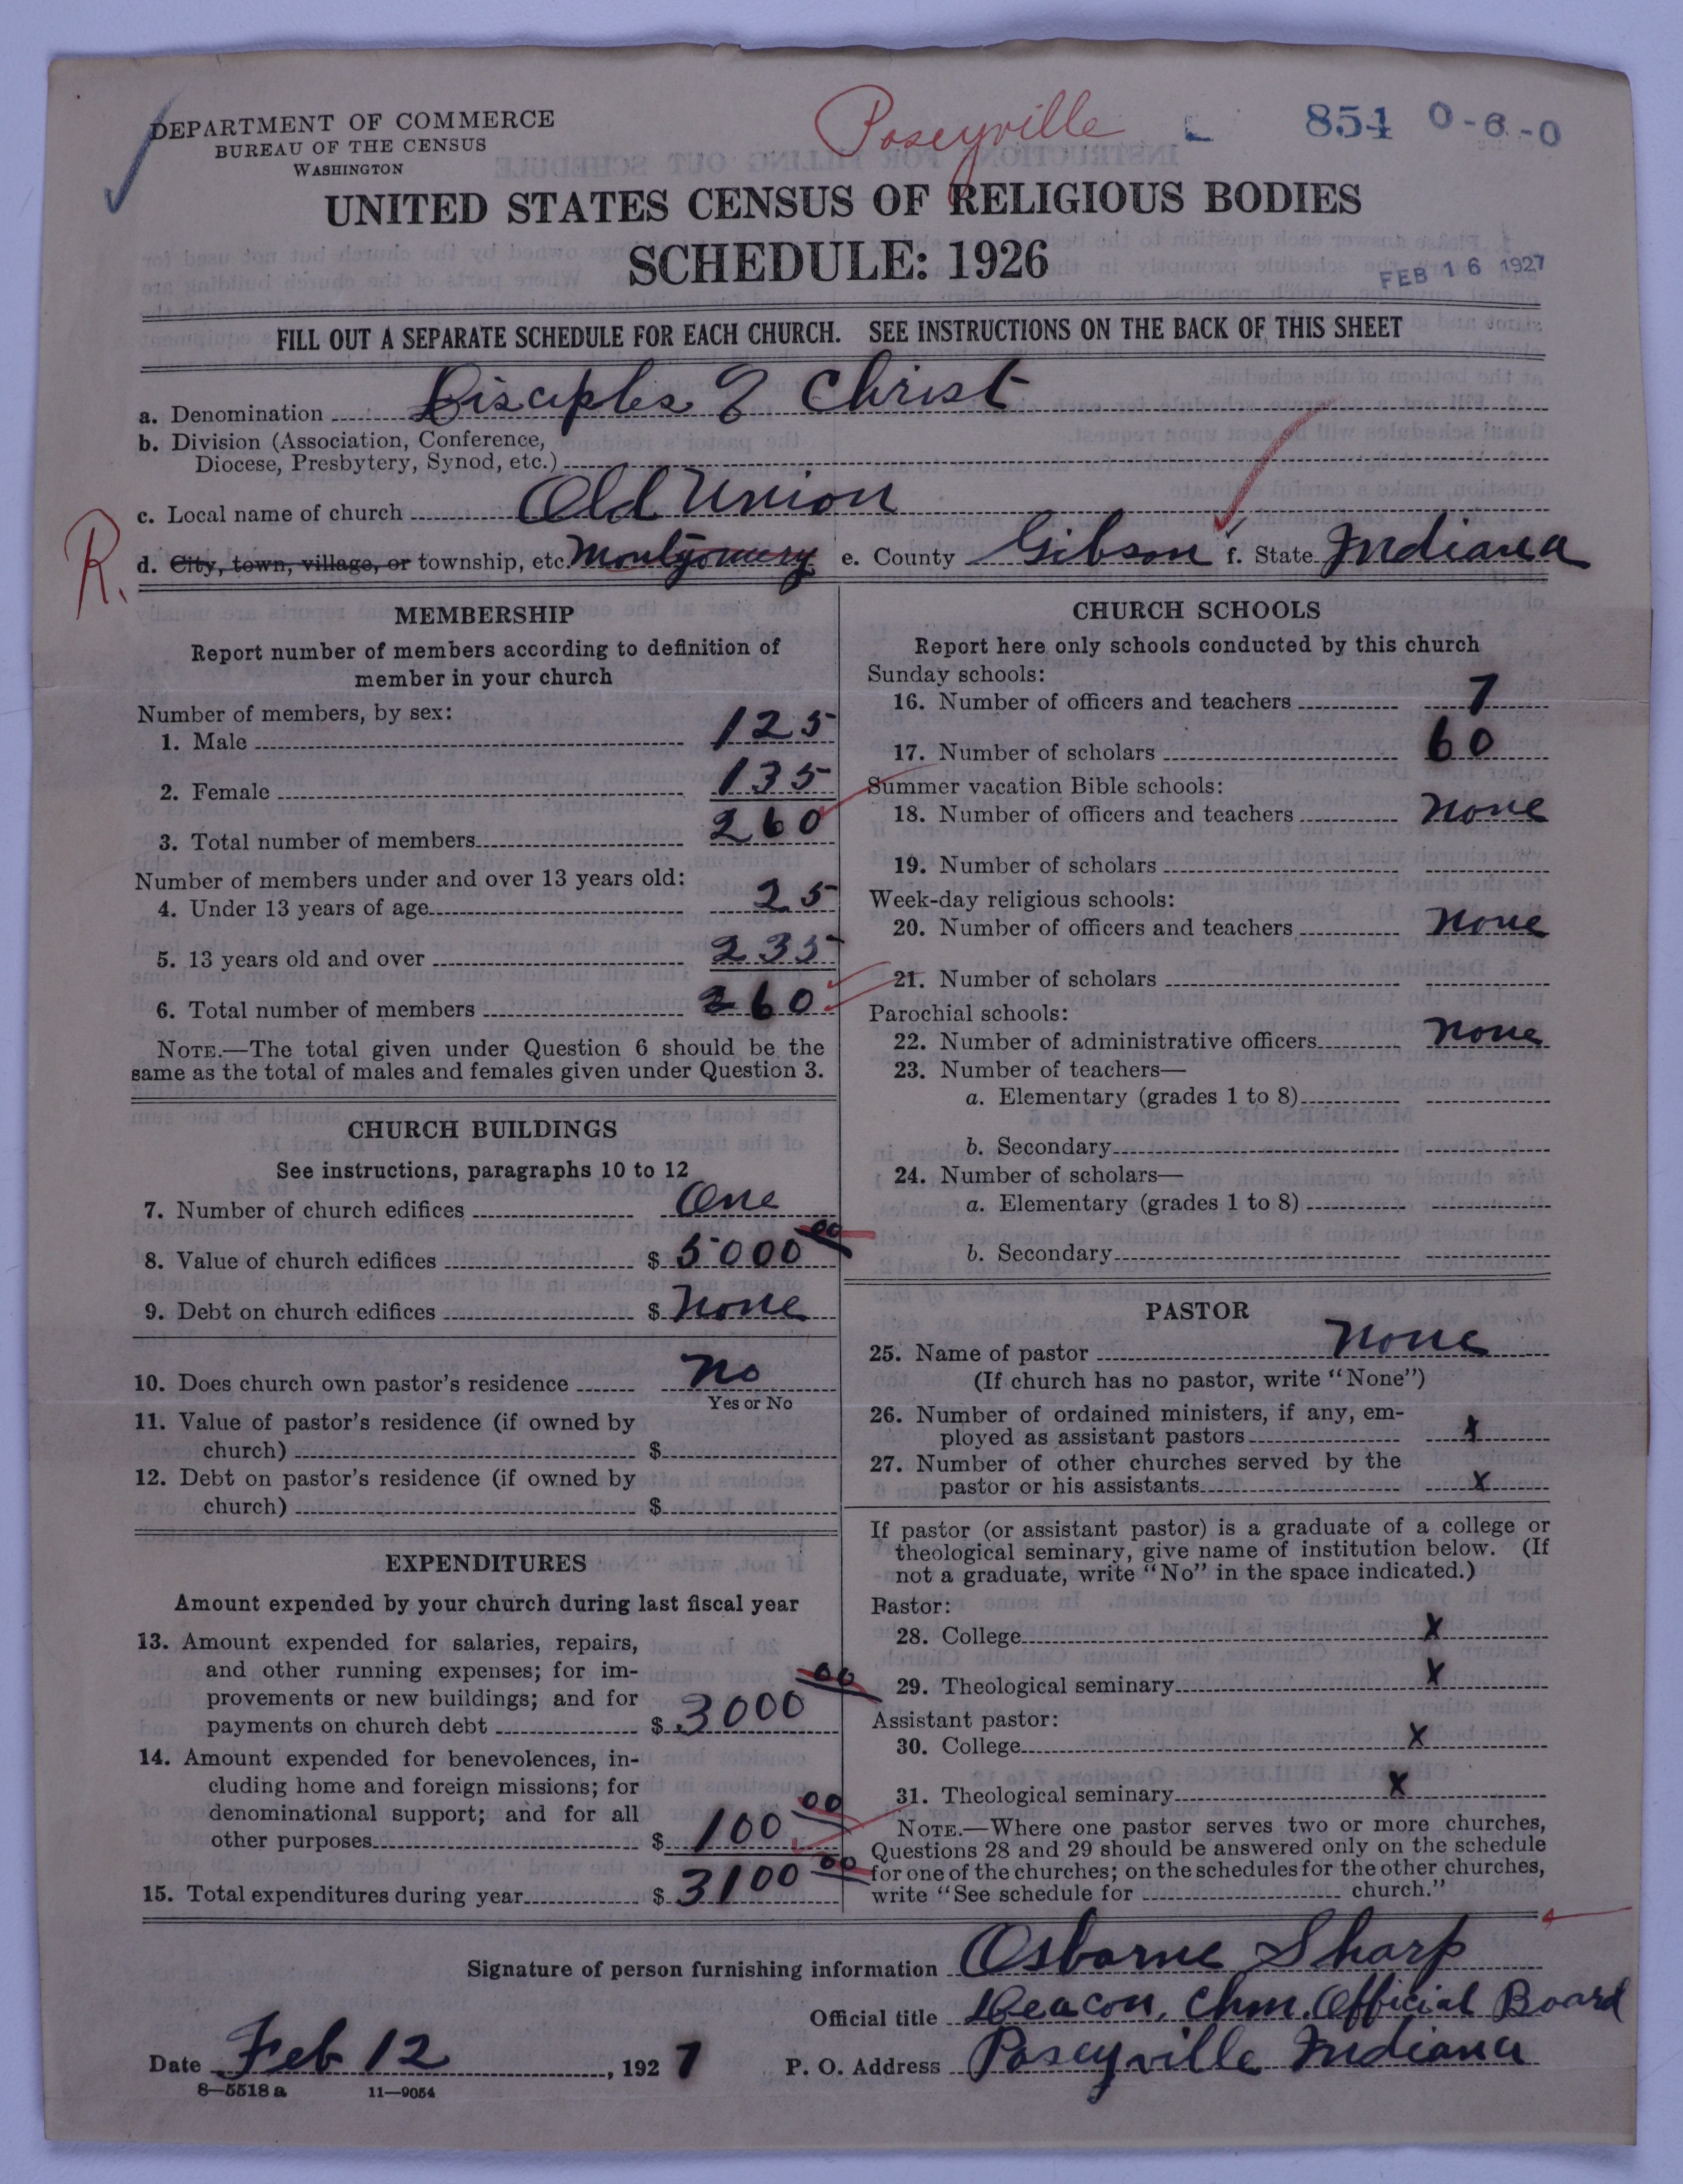 DEPARTMENT OF COMMERCE
BUREAU OF THE CENSUS
WASHINGTON
Poseyville
854 0-6-0
UNITED STATES CENSUS OF RELIGIOUS BODIES
SCHEDULE: 1926
FEB 16 1927
FILL OUT A SEPARATE SCHEDULE FOR EACH CHURCH. SEE INSTRUCTIONS ON THE BACK OF THIS SHEET
a. Denomination Disciples of Christ
b. Division (Association, Conference,
Diocese, Presbytery, Synod, etc.)
c. Local name of church Old Union
R.
d. City, town, village, or township, etc. Montgomery e. County Gibson f. State Indiana
MEMBERSHIP
Report number of members according to definition of
member in your church
Number of members, by sex:
1. Male 125
2. Female 135
3. Total number of members 260
Number of members under and over 13 years old:
4. Under 13 years of age 25
5. 13 years old and over 235
6. Total number of members 260
NOTE.—The total given under Question 6 should be the
same as the total of males and females given under Question 3.
CHURCH BUILDINGS
See instructions, paragraphs 10 to 12
7. Number of church edifices One
8. Value of church edifices $ 5000 00
9. Debt on church edifices $ None
10. Does church own pastor's residence No
Yes or No
11. Value of pastor's residence (if owned by
church) $
12. Debt on pastor's residence (if owned by
church) $
EXPENDITURES
Amount expended by your church during last fiscal year
13. Amount expended for salaries, repairs,
and other running expenses; for im-
provements or new buildings; and for
payments on church debt $ 3000 00
14. Amount expended for benevolences, in-
cluding home and foreign missions; for
denominational support; and for all
other purposes $ 100 00
15. Total expenditures during year $ 3100 00
CHURCH SCHOOLS
Report here only schools conducted by this church
Sunday schools:
16. Number of officers and teachers 7
17. Number of scholars 60
Summer vacation Bible schools:
18. Number of officers and teachers None
19. Number of scholars
Week-day religious schools:
20. Number of officers and teachers None
21. Number of scholars
Parochial schools:
22. Number of administrative officers None
23. Number of teachers—
a. Elementary (grades 1 to 8)
b. Secondary
24. Number of scholars—
a. Elementary (grades 1 to 8)
b. Secondary
PASTOR
25. Name of pastor None
(If church has no pastor, write "None")
26. Number of ordained ministers, if any, em-
ployed as assistant pastors x
27. Number of other churches served by the
pastor or his assistants x
If pastor (or assistant pastor) is a graduate of a college or
theological seminary, give name of institution below. (If
not a graduate, write "No" in the space indicated.)
Pastor:
28. College x
29. Theological seminary x
Assistant pastor:
30. College x
31. Theological seminary x
NOTE.—Where one pastor serves two or more churches,
Questions 28 and 29 should be answered only on the schedule
for one of the churches; on the schedules for the other churches,
write "See schedule for church."
Signature of person furnishing information Osborne Sharp
Official title Deacon, Chm. Official Board
Date Feb 12, 1927 P. O. Address Poseyville Indiana
8—5518 a 11—9054